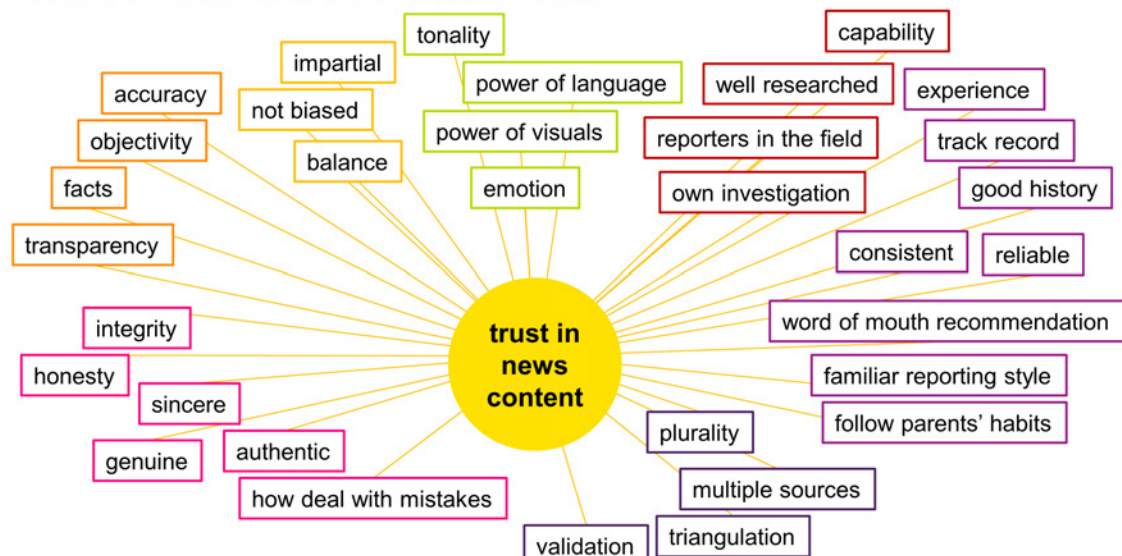 tonality
capability
impartial
power of language
well researched
accuracy
experience
not biased
power of visuals
reporters in the field
objectivity
track record
balance
emotion
own investigation
facts
good history
transparency
consistent
reliable
integrity
trust in
news
content
word of mouth recommendation
honesty
familiar reporting style
sincere
follow parents’ habits
plurality
genuine
authentic
how deal with mistakes
multiple sources
validation
triangulation